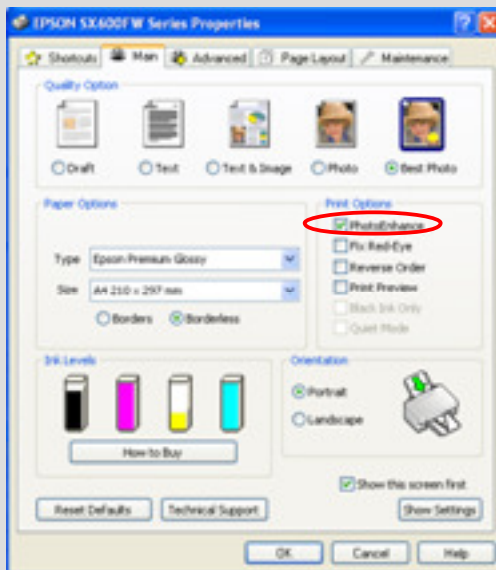 EPSON SX600FW Series Properties
Shortcuts Main Advanced Page Layout Maintenance
Quality Option
Draft Text Text & Image Photo Best Photo
Paper Options
Type Epson Premium Glossy
Size A4 210 x 297 mm
Borders Borderless
Print Options
PhotoEnhance
Fix Red-Eye
Reverse Order
Print Preview
Black Ink Only
Quiet Mode
Ink Levels
How to Buy
Orientation
Portrait
Landscape
Show this screen first
Reset Defaults Technical Support Show Settings
OK Cancel Help